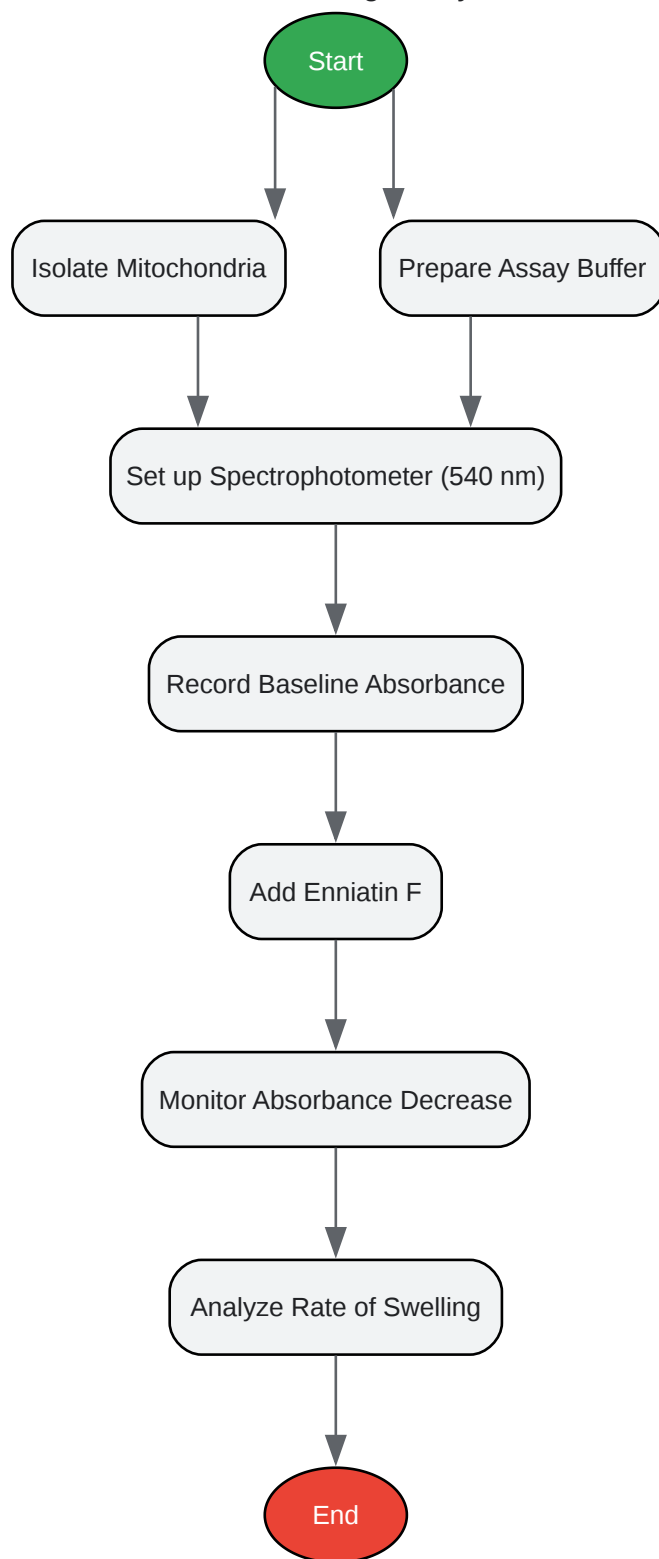 Start
Isolate Mitochondria
Prepare Assay Buffer
Set up Spectrophotometer (540 nm)
Record Baseline Absorbance
Add Enniatin F
Monitor Absorbance Decrease
Analyze Rate of Swelling
End